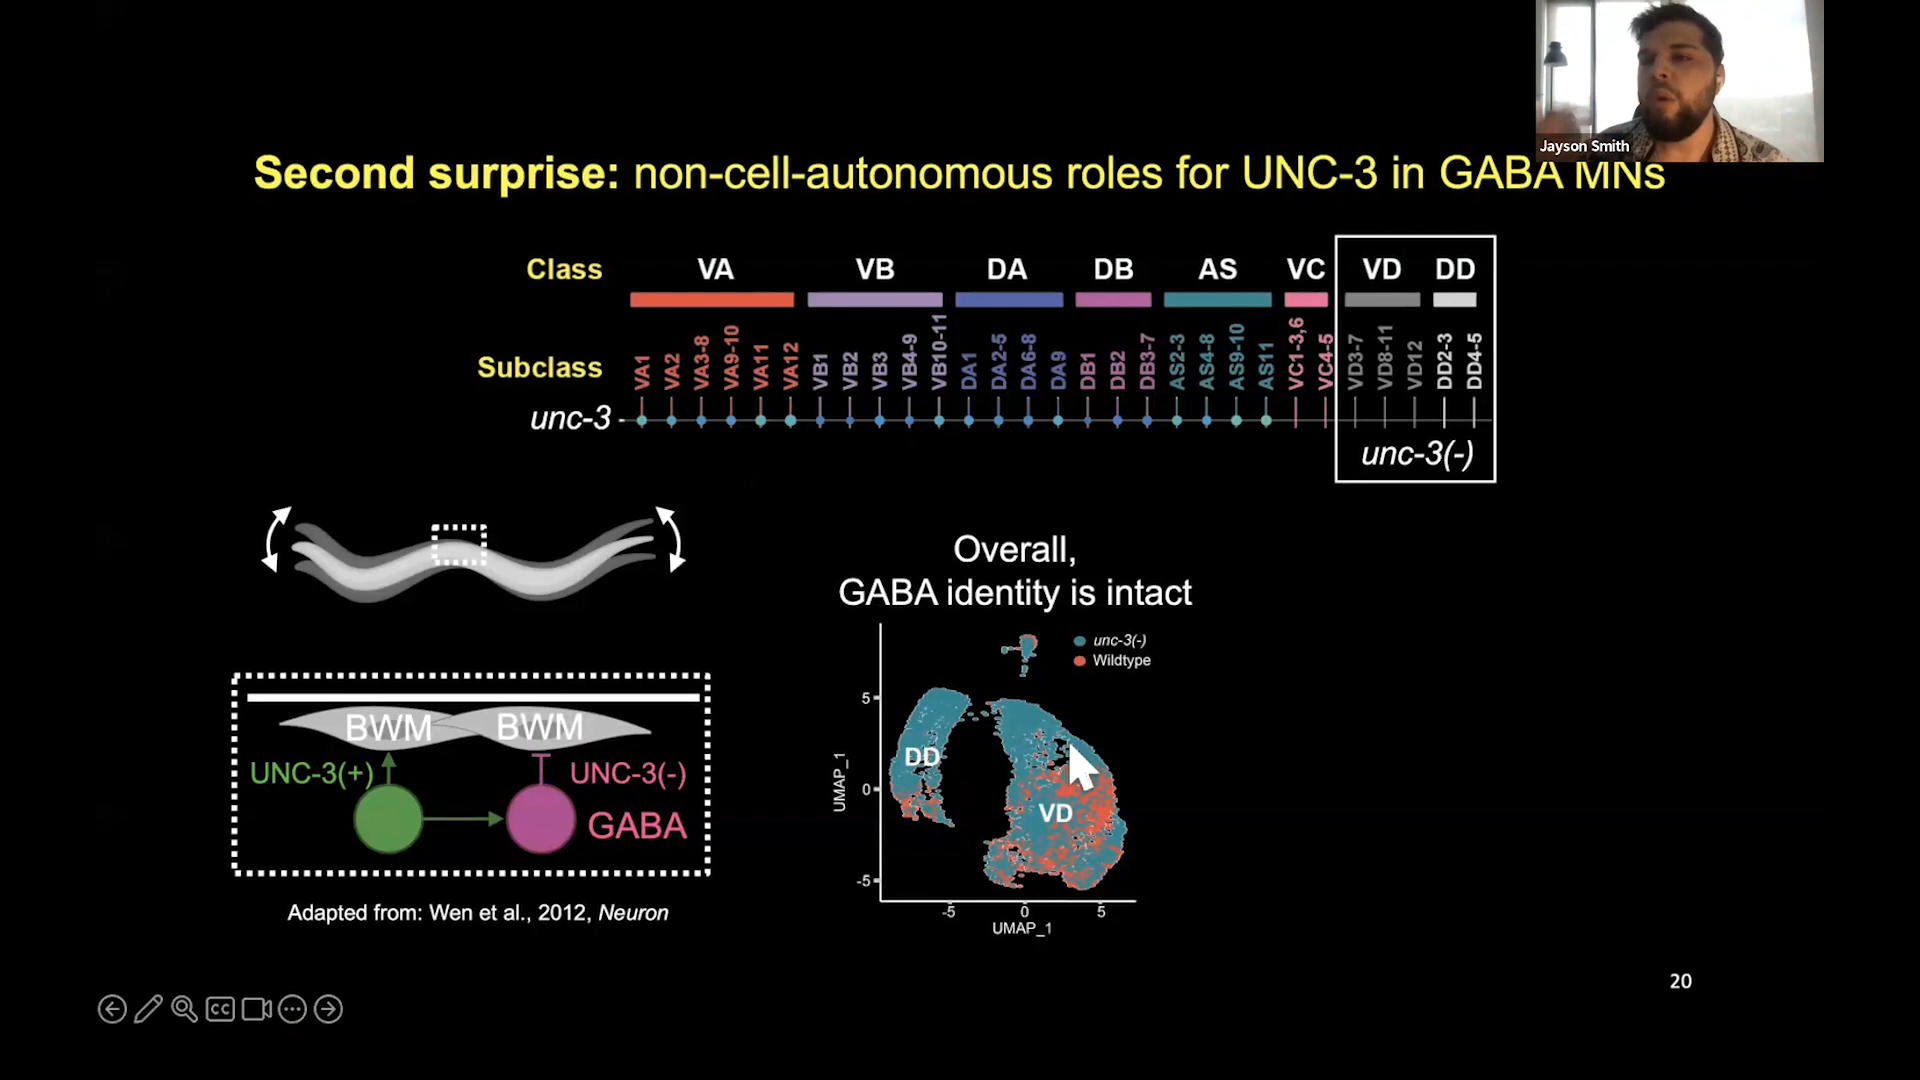 Jayson Smith
Second surprise: non-cell-autonomous roles for UNC-3 in GABA MNs
Class VA VB DA DB AS VC VD DD
Subclass VA1 VA2 VA3-8 VA9-10 VA11 VA12 VB1 VB2 VB3 VB4-9 VB10-11 DA1 DA2-5 DA6-8 DA9 DB1 DB2 DB3-7 AS2-3 AS4-8 AS9-10 AS11 VC1-3,6 VC4-5 VD3-7 VD8-11 VD12 DD2-3 DD4-5
unc-3
unc-3(-)
Overall,
GABA identity is intact
unc-3(-)
Wildtype
5
0
-5
UMAP_1
DD
VD
-5 0 5
UMAP_1
BWM BWM
UNC-3(+) UNC-3(-)
GABA
Adapted from: Wen et al., 2012, Neuron
20
CC